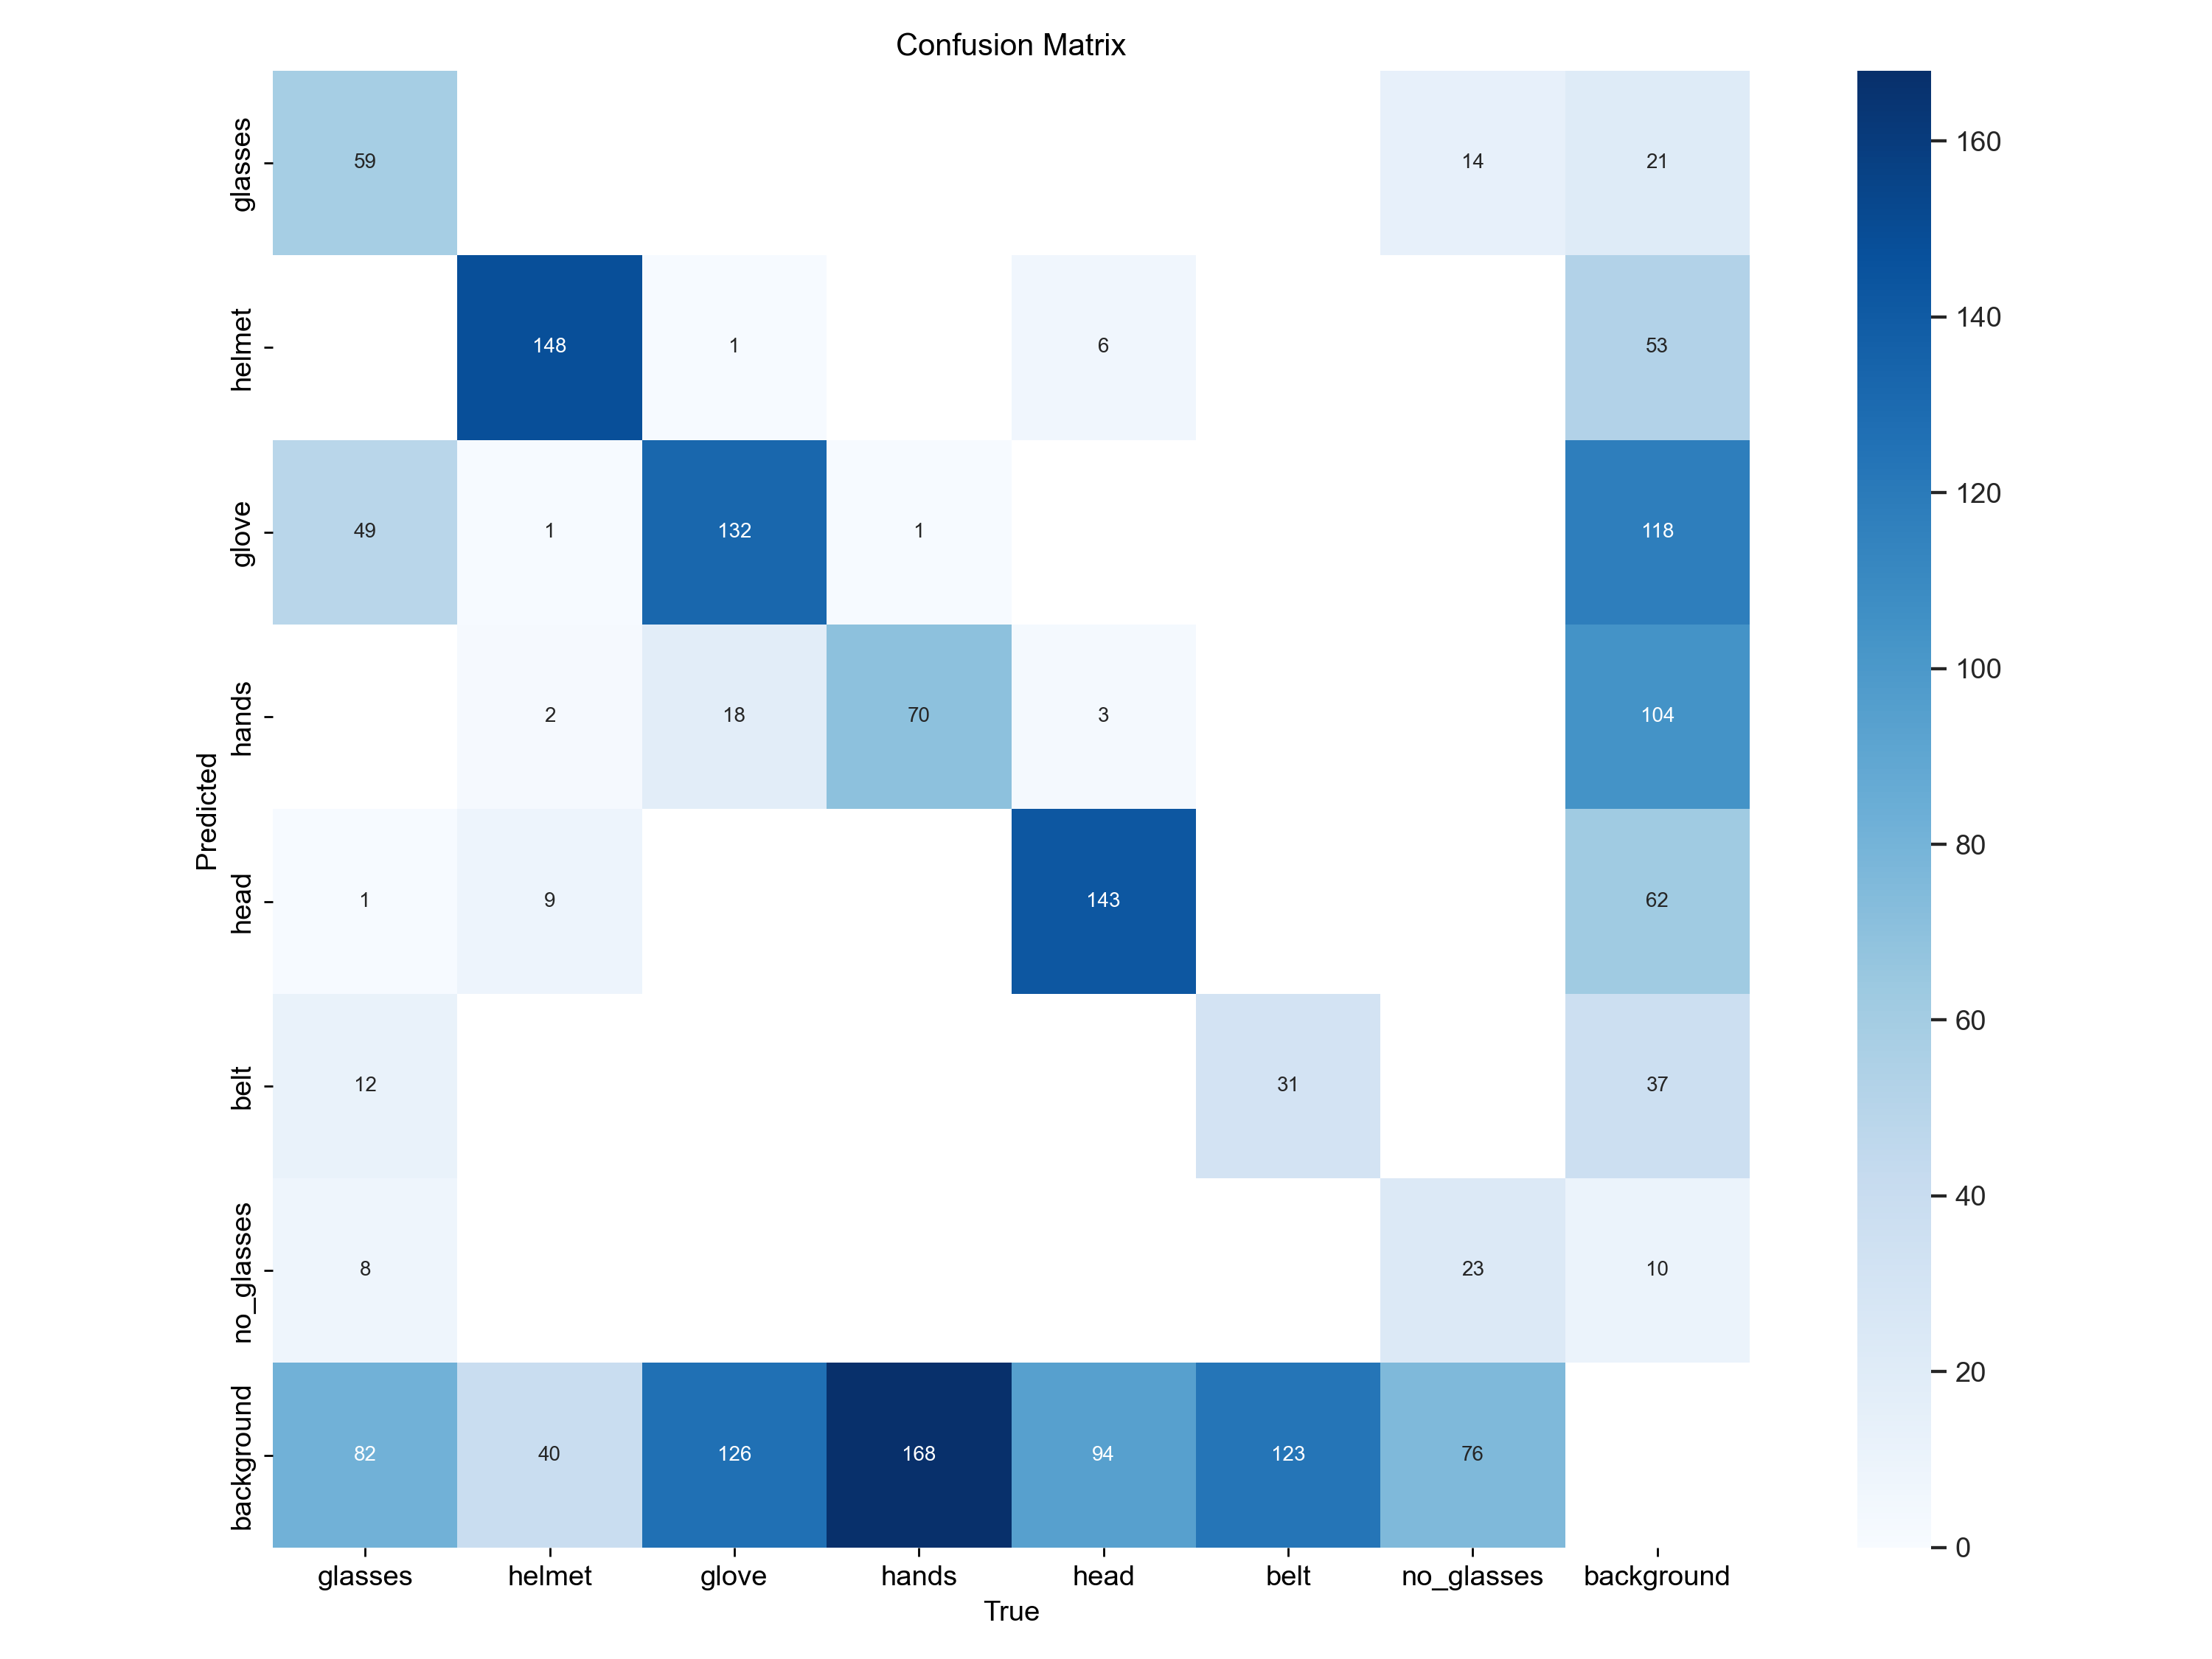 Confusion Matrix
glasses 59 14 21
helmet 148 1 6 53
glove 49 1 132 1 118
hands 2 18 70 3 104
head 1 9 143 62
belt 12 31 37
no_glasses 8 23 10
background 82 40 126 168 94 123 76
glasses helmet glove hands head belt no_glasses background
True
Predicted
160
140
120
100
80
60
40
20
0